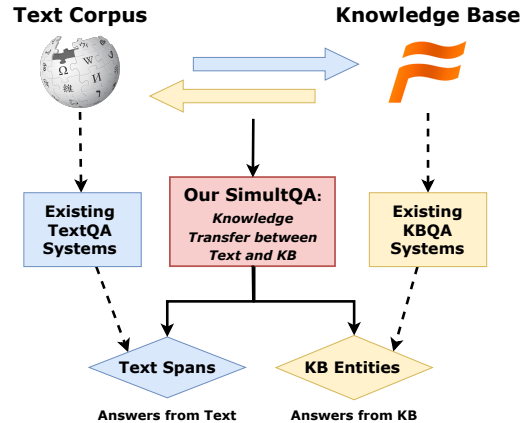 Text Corpus
Knowledge Base
Ω
W
И
維
Existing
TextQA
Systems
Our SimultQA:
Knowledge
Transfer between
Text and KB
Existing
KBQA
Systems
Text Spans
KB Entities
Answers from Text
Answers from KB